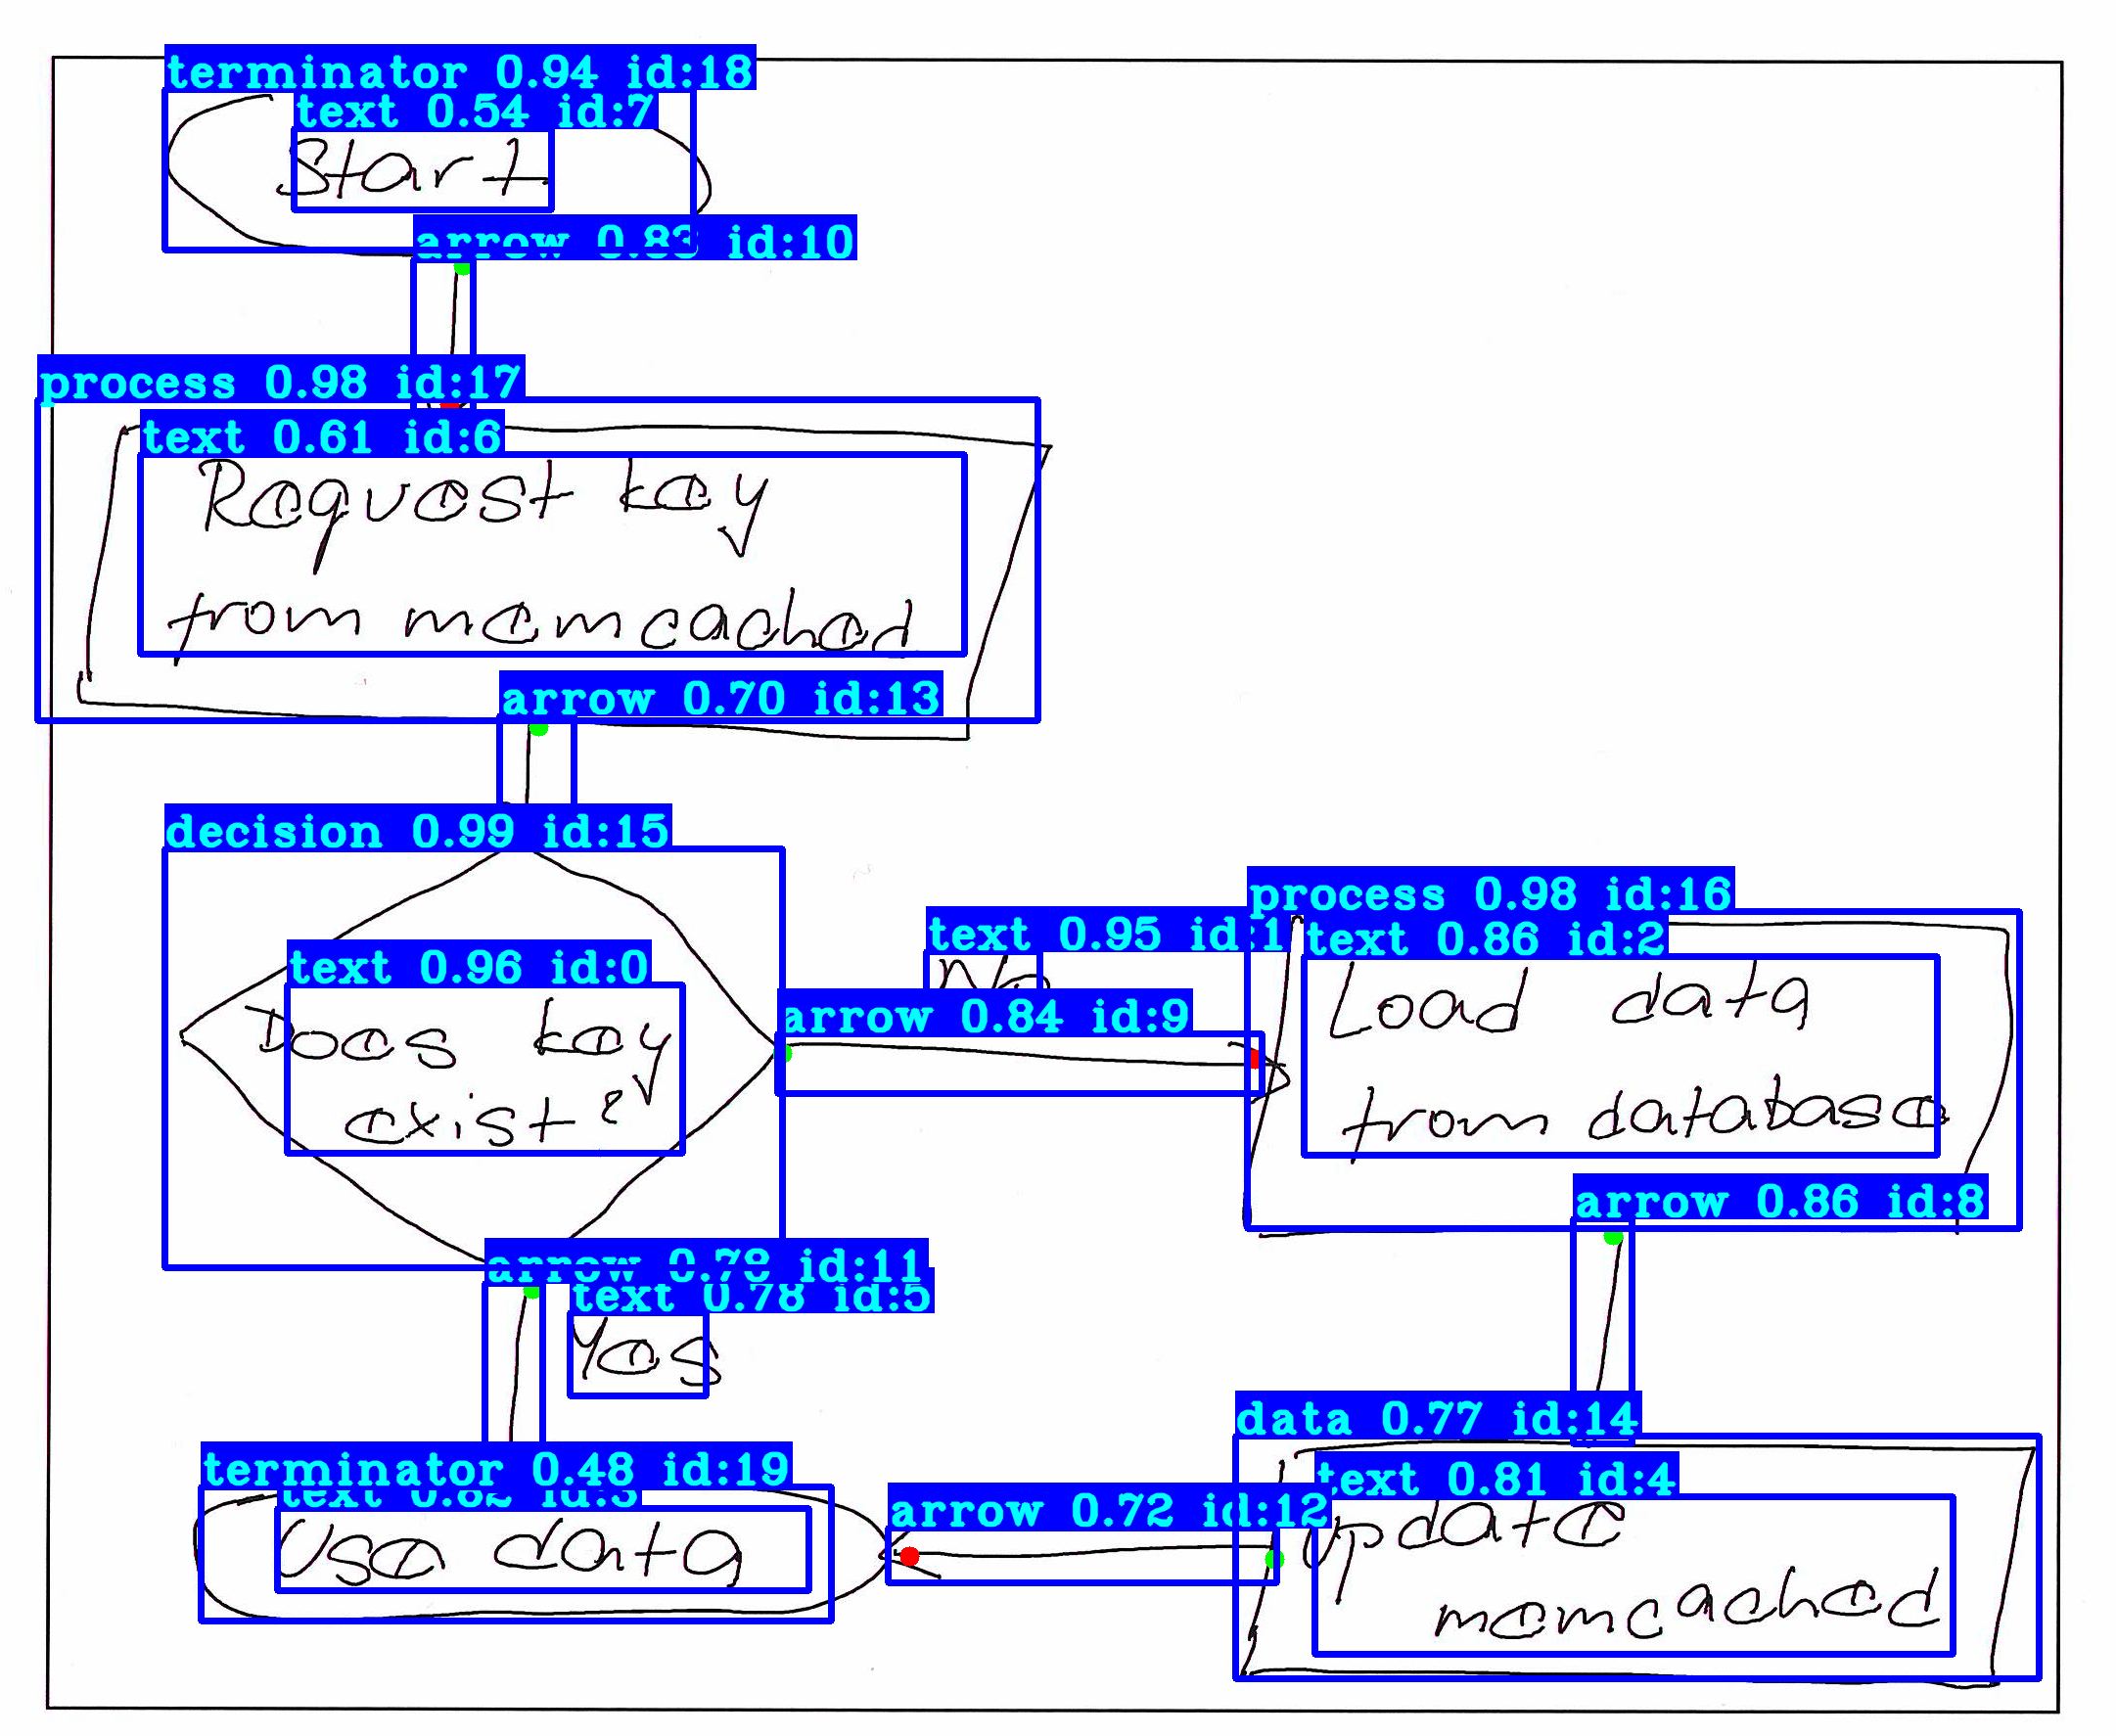 terminator 0.94 id:18
text 0.54 id:7
Start
arrow 0.83 id:10
process 0.98 id:17
text 0.61 id:6
Request key
from memcached
arrow 0.70 id:13
decision 0.99 id:15
text 0.96 id:0
Does key
exist?
text 0.95 id:1
No
arrow 0.84 id:9
process 0.98 id:16
text 0.86 id:2
Load data
from database
arrow 0.86 id:8
arrow 0.78 id:11
text 0.78 id:5
Yes
data 0.77 id:14
text 0.81 id:4
Update
memcached
arrow 0.72 id:12
terminator 0.48 id:19
text 0.82 id:3
Use data